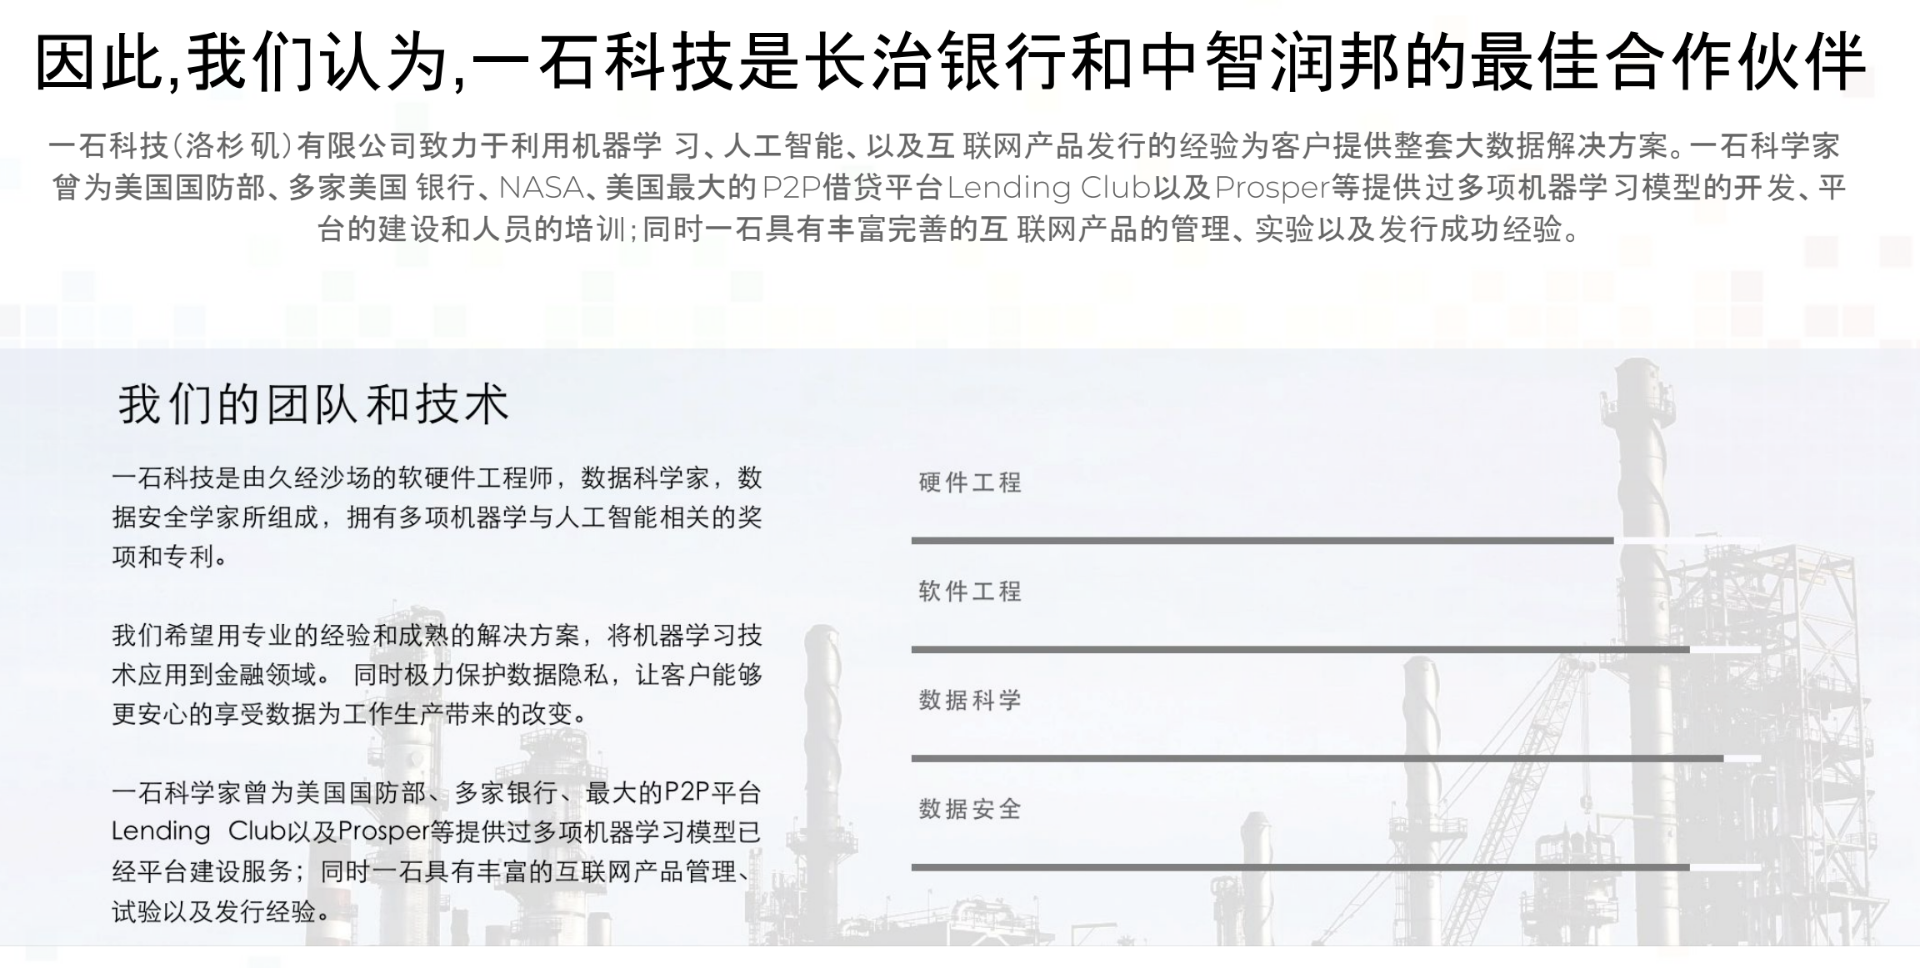 因此,我们认为,一石科技是长治银行和中智润邦的最佳合作伙伴
一石科技(洛杉矶)有限公司致力于利用机器学 习、人工智能、以及互 联网产品发行的经验为客户提供整套大数据解决方案。一石科学家
曾为美国国防部、多家美国 银行、NASA、美国最大的P2P借贷平台Lending Club以及Prosper等提供过多项机器学习模型的开发、平
台的建设和人员的培训;同时一石具有丰富完善的互 联网产品的管理、实验以及发行成功经验。
我们的团队和技术
一石科技是由久经沙场的软硬件工程师，数据科学家，数
据安全学家所组成，拥有多项机器学与人工智能相关的奖
项和专利。
我们希望用专业的经验和成熟的解决方案，将机器学习技
术应用到金融领域。 同时极力保护数据隐私，让客户能够
更安心的享受数据为工作生产带来的改变。
一石科学家曾为美国国防部、多家银行、最大的P2P平台
Lending Club以及Prosper等提供过多项机器学习模型已
经平台建设服务；同时一石具有丰富的互联网产品管理、
试验以及发行经验。
硬件工程
软件工程
数据科学
数据安全